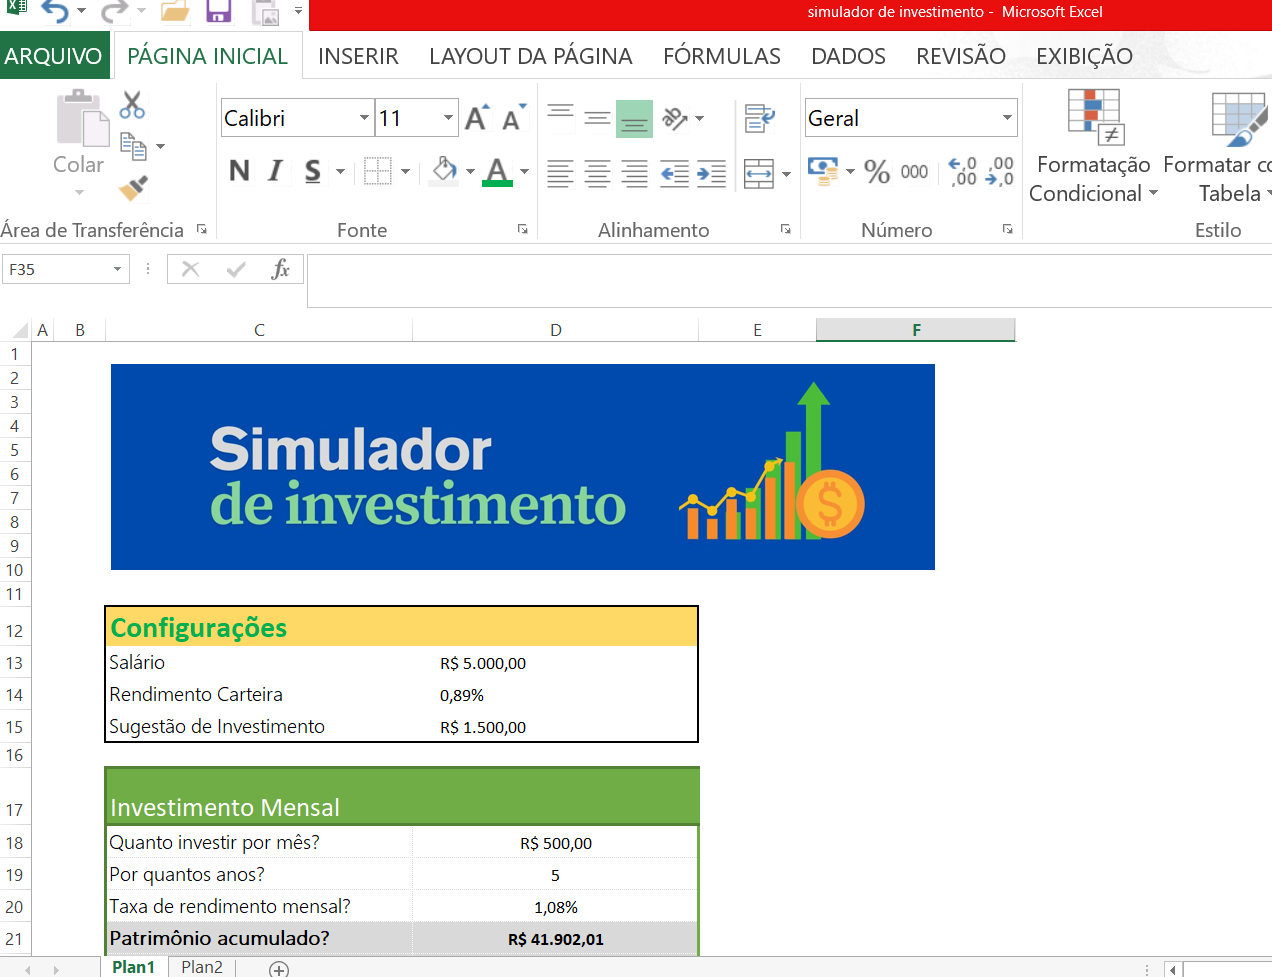 simulador de investimento - Microsoft Excel
ARQUIVO PÁGINA INICIAL INSERIR LAYOUT DA PÁGINA FÓRMULAS DADOS REVISÃO EXIBIÇÃO
Calibri 11 A A Geral
Colar
N I S A % 000 ,0 ,00 ,00 ,0
Formatação
Condicional
Formatar co
Tabela
Área de Transferência Fonte Alinhamento Número Estilo
F35 fx
A B C D E F
1
2
3
4
5
6
7
8
9
10
11
Simulador
de investimento
$
12 Configurações
13 Salário R$ 5.000,00
14 Rendimento Carteira 0,89%
15 Sugestão de Investimento R$ 1.500,00
16
17 Investimento Mensal
18 Quanto investir por mês? R$ 500,00
19 Por quantos anos? 5
20 Taxa de rendimento mensal? 1,08%
21 Patrimônio acumulado? R$ 41.902,01
Plan1 Plan2